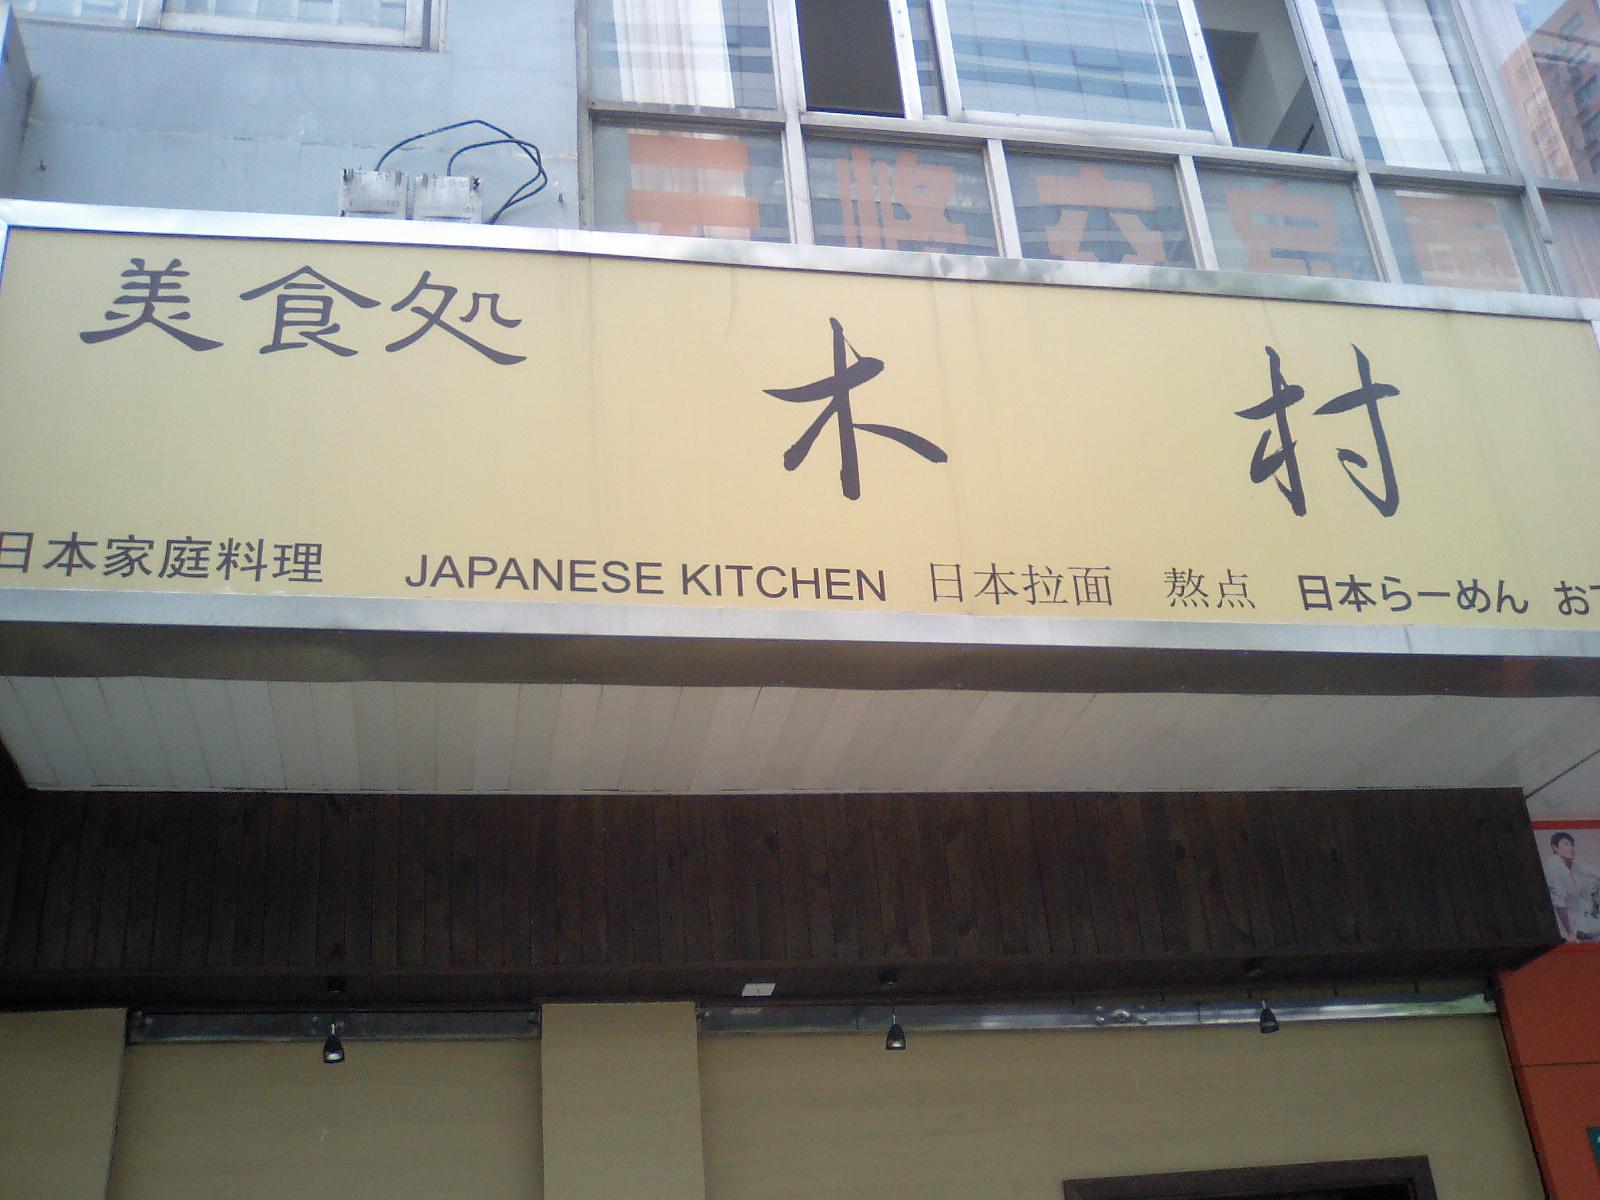 美食処
木村
日本家庭料理 JAPANESE KITCHEN 日本拉面 熬点 日本らーめん お